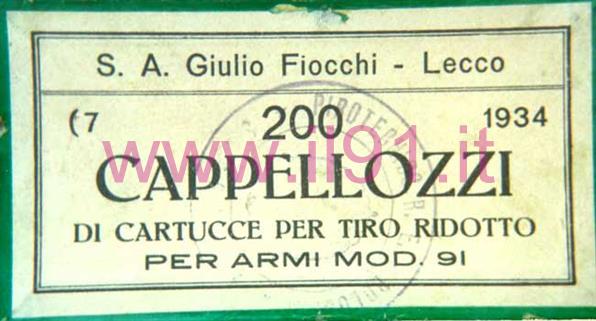 S. A. Giulio Fiocchi - Lecco
(7 200 1934
www.il91.it
CAPPELLOZZI
DI CARTUCCE PER TIRO RIDOTTO
PER ARMI MOD. 91